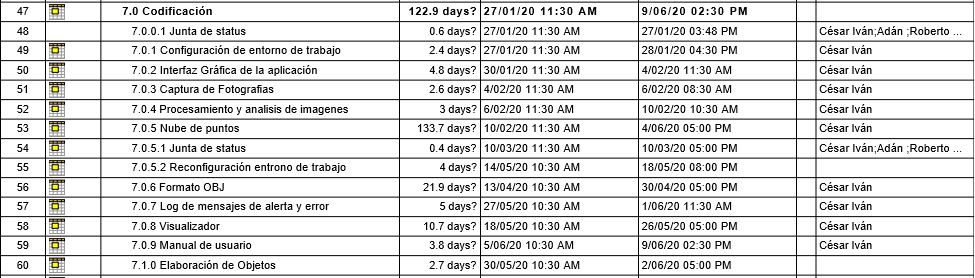 47 7.0 Codificación 122.9 days? 27/01/20 11:30 AM 9/06/20 02:30 PM
48 7.0.0.1 Junta de status 0.6 days? 27/01/20 11:30 AM 27/01/20 03:48 PM César Iván;Adán ;Roberto ...
49 7.0.1 Configuración de entorno de trabajo 2.4 days? 27/01/20 11:30 AM 28/01/20 04:30 PM César Iván
50 7.0.2 Interfaz Gráfica de la aplicación 4.8 days? 30/01/20 11:30 AM 4/02/20 11:30 AM César Iván
51 7.0.3 Captura de Fotografias 2.6 days? 4/02/20 11:30 AM 6/02/20 08:30 AM César Iván
52 7.0.4 Procesamiento y analisis de imagenes 3 days? 6/02/20 11:30 AM 10/02/20 10:30 AM César Iván
53 7.0.5 Nube de puntos 133.7 days? 10/02/20 11:30 AM 4/06/20 05:00 PM César Iván
54 7.0.5.1 Junta de status 0.4 days? 10/03/20 11:30 AM 10/03/20 05:00 PM César Iván;Adán ;Roberto ...
55 7.0.5.2 Reconfiguración entrono de trabajo 4 days? 14/05/20 10:30 AM 18/05/20 08:00 PM
56 7.0.6 Formato OBJ 21.9 days? 13/04/20 10:30 AM 30/04/20 05:00 PM César Iván
57 7.0.7 Log de mensajes de alerta y error 5 days? 27/05/20 10:30 AM 1/06/20 11:30 AM César Iván
58 7.0.8 Visualizador 10.7 days? 18/05/20 10:30 AM 26/05/20 05:00 PM César Iván
59 7.0.9 Manual de usuario 3.8 days? 5/06/20 10:30 AM 9/06/20 02:30 PM César Iván
60 7.1.0 Elaboración de Objetos 2.7 days? 30/05/20 10:30 AM 2/06/20 05:00 PM